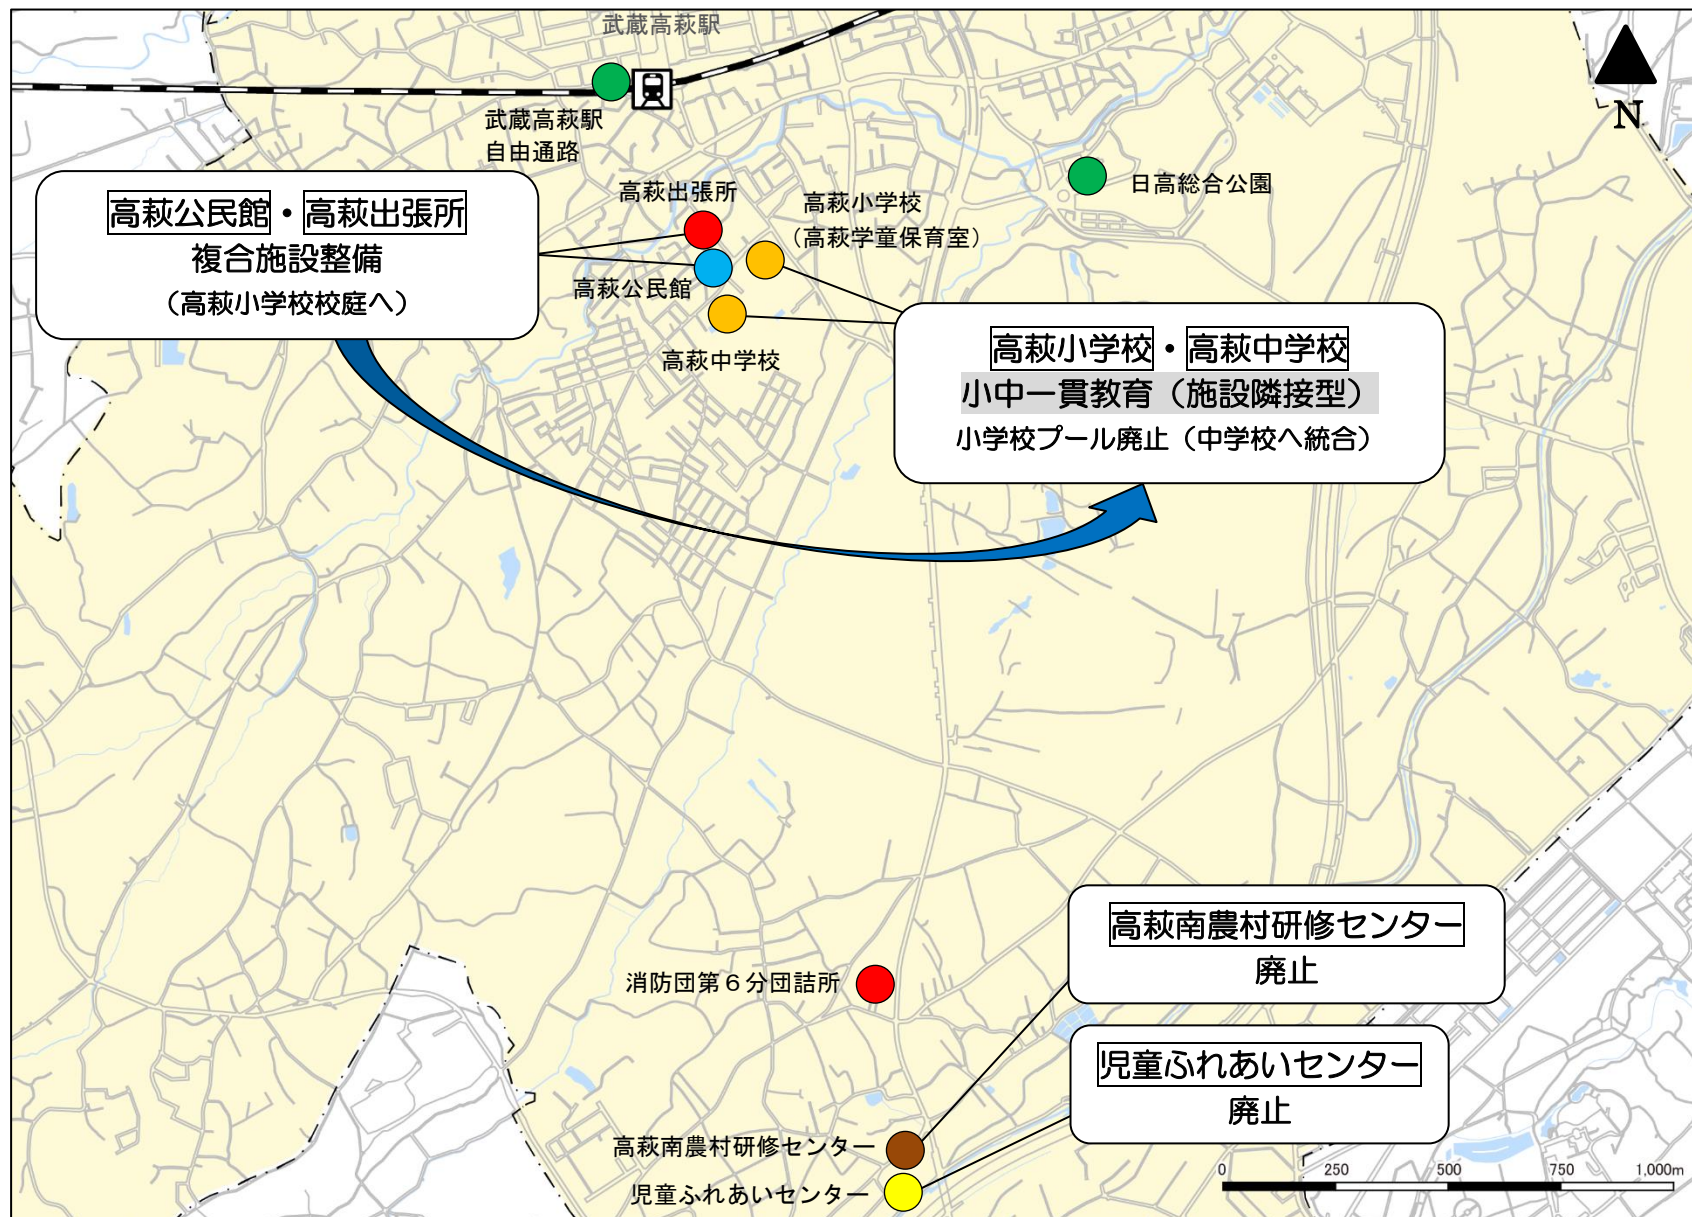 武蔵高萩駅
N
武蔵高萩駅
自由通路
日高総合公園
高萩出張所
高萩小学校
（高萩学童保育室）
高萩公民館・高萩出張所
複合施設整備
（高萩小学校校庭へ）
高萩公民館
高萩中学校
高萩小学校・高萩中学校
小中一貫教育（施設隣接型）
小学校プール廃止（中学校へ統合）
高萩南農村研修センター
廃止
消防団第６分団詰所
児童ふれあいセンター
廃止
高萩南農村研修センター
児童ふれあいセンター
0 250 500 750 1,000m